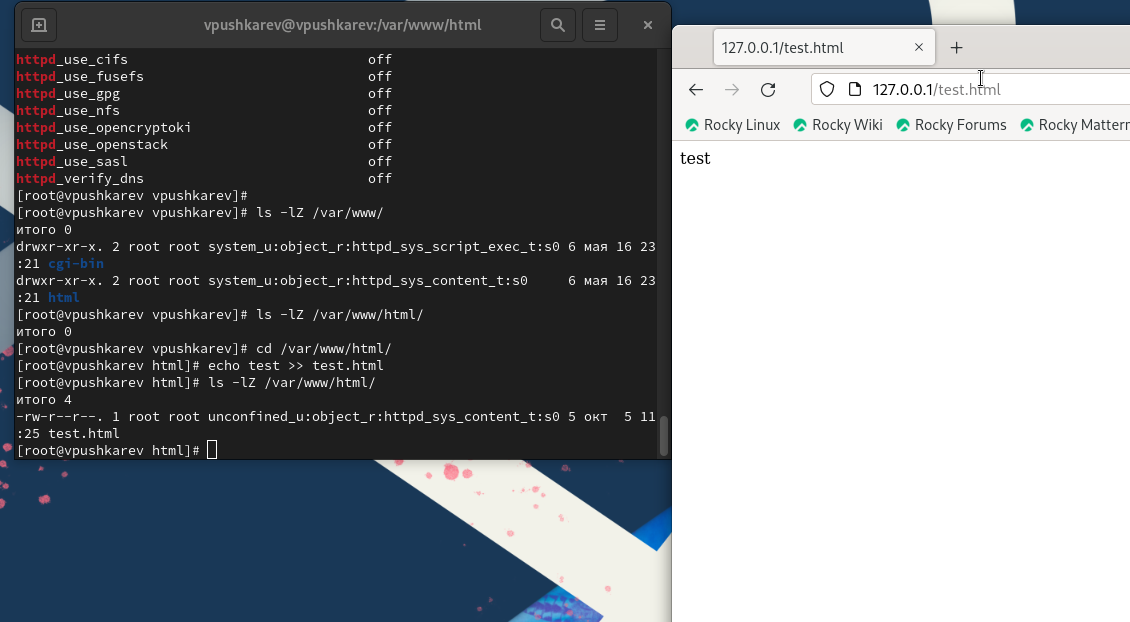 vpushkarev@vpushkarev:/var/www/html
httpd_use_cifs off
httpd_use_fusefs off
httpd_use_gpg off
httpd_use_nfs off
httpd_use_opencryptoki off
httpd_use_openstack off
httpd_use_sasl off
httpd_verify_dns off
[root@vpushkarev vpushkarev]#
[root@vpushkarev vpushkarev]# ls -lZ /var/www/
итого 0
drwxr-xr-x. 2 root root system_u:object_r:httpd_sys_script_exec_t:s0 6 мая 16 23
:21 cgi-bin
drwxr-xr-x. 2 root root system_u:object_r:httpd_sys_content_t:s0 6 мая 16 23
:21 html
[root@vpushkarev vpushkarev]# ls -lZ /var/www/html/
итого 0
[root@vpushkarev vpushkarev]# cd /var/www/html/
[root@vpushkarev html]# echo test >> test.html
[root@vpushkarev html]# ls -lZ /var/www/html/
итого 4
-rw-r--r--. 1 root root unconfined_u:object_r:httpd_sys_content_t:s0 5 окт 5 11
:25 test.html
[root@vpushkarev html]#
127.0.0.1/test.html
127.0.0.1/test.html
Rocky Linux Rocky Wiki Rocky Forums Rocky Mattern
test